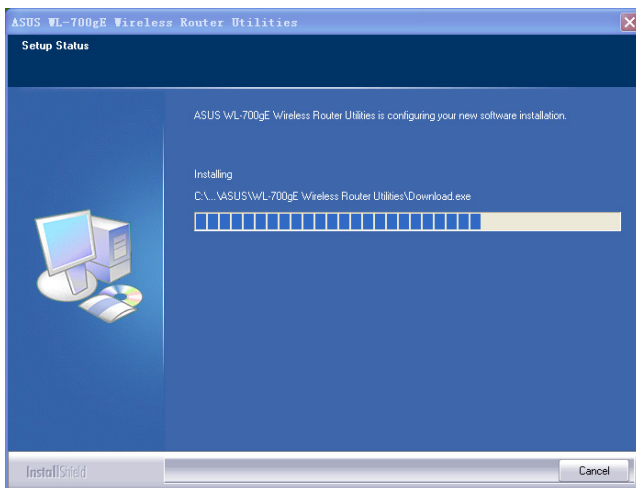 ASUS WL-700gE Wireless Router Utilities
Setup Status
ASUS WL-700gE Wireless Router Utilities is configuring your new software installation.
Installing
C:\...\ASUS\WL-700gE Wireless Router Utilities\Download.exe
InstallShield
Cancel